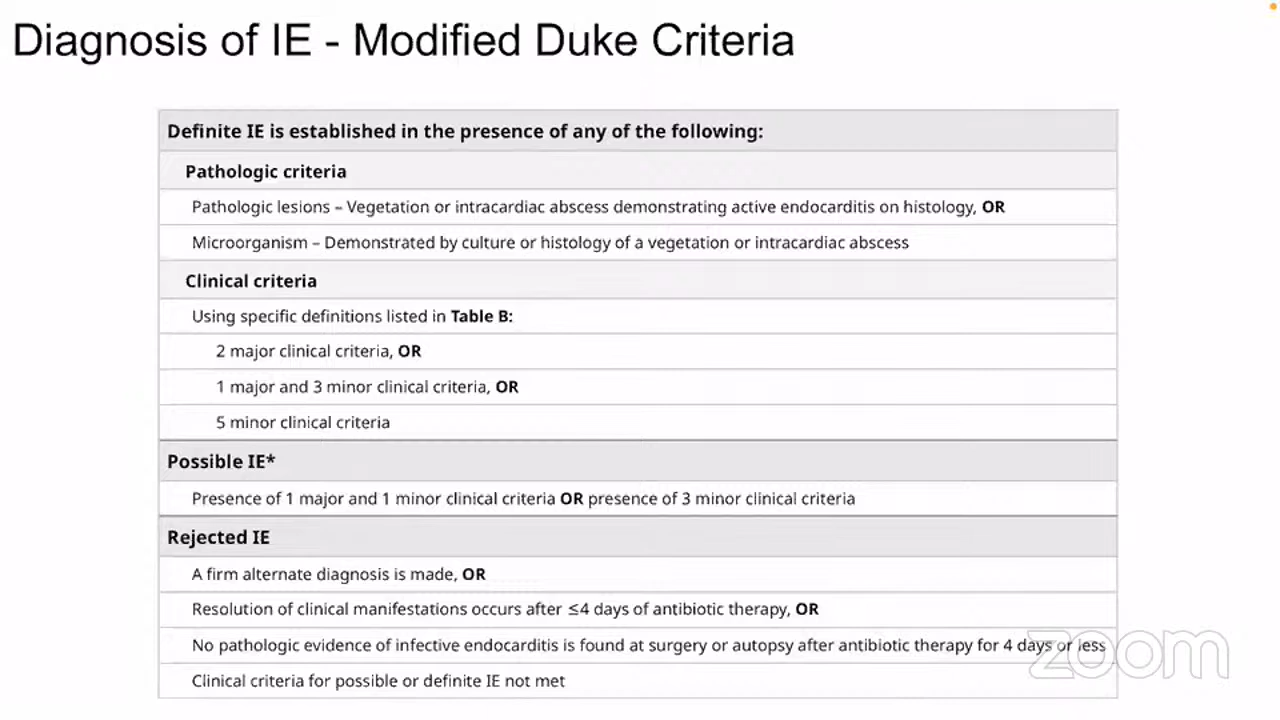 Diagnosis of IE - Modified Duke Criteria
Definite IE is established in the presence of any of the following:
Pathologic criteria
Pathologic lesions – Vegetation or intracardiac abscess demonstrating active endocarditis on histology, OR
Microorganism – Demonstrated by culture or histology of a vegetation or intracardiac abscess
Clinical criteria
Using specific definitions listed in Table B:
2 major clinical criteria, OR
1 major and 3 minor clinical criteria, OR
5 minor clinical criteria
Possible IE*
Presence of 1 major and 1 minor clinical criteria OR presence of 3 minor clinical criteria
Rejected IE
A firm alternate diagnosis is made, OR
Resolution of clinical manifestations occurs after ≤4 days of antibiotic therapy, OR
No pathologic evidence of infective endocarditis is found at surgery or autopsy after antibiotic therapy for 4 days or less
Clinical criteria for possible or definite IE not met
zoom